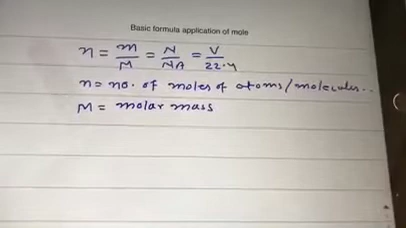 Basic formula application of mole
n = m/M = N/NA = V/22.4
n = no. of moles of atoms/molecules..
M = molar mass